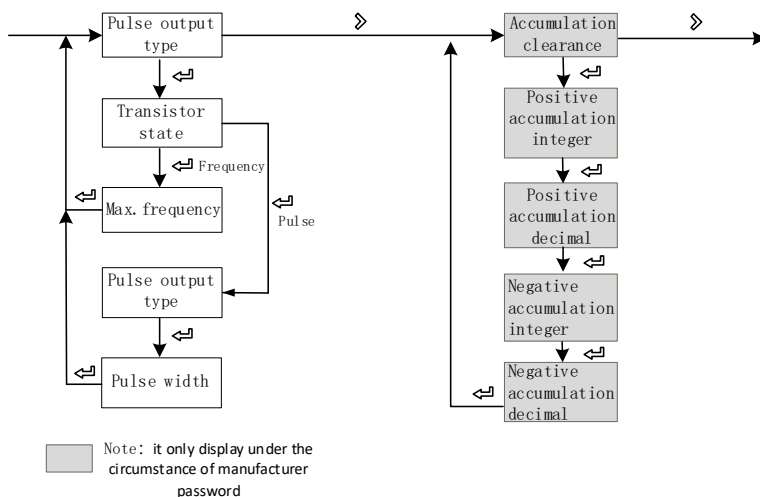 Pulse output
type
Transistor
state
Frequency
Max. frequency
Pulse
Pulse output
type
Pulse width
Accumulation
clearance
Positive
accumulation
integer
Positive
accumulation
decimal
Negative
accumulation
integer
Negative
accumulation
decimal
Note: it only display under the
circumstance of manufacturer
password